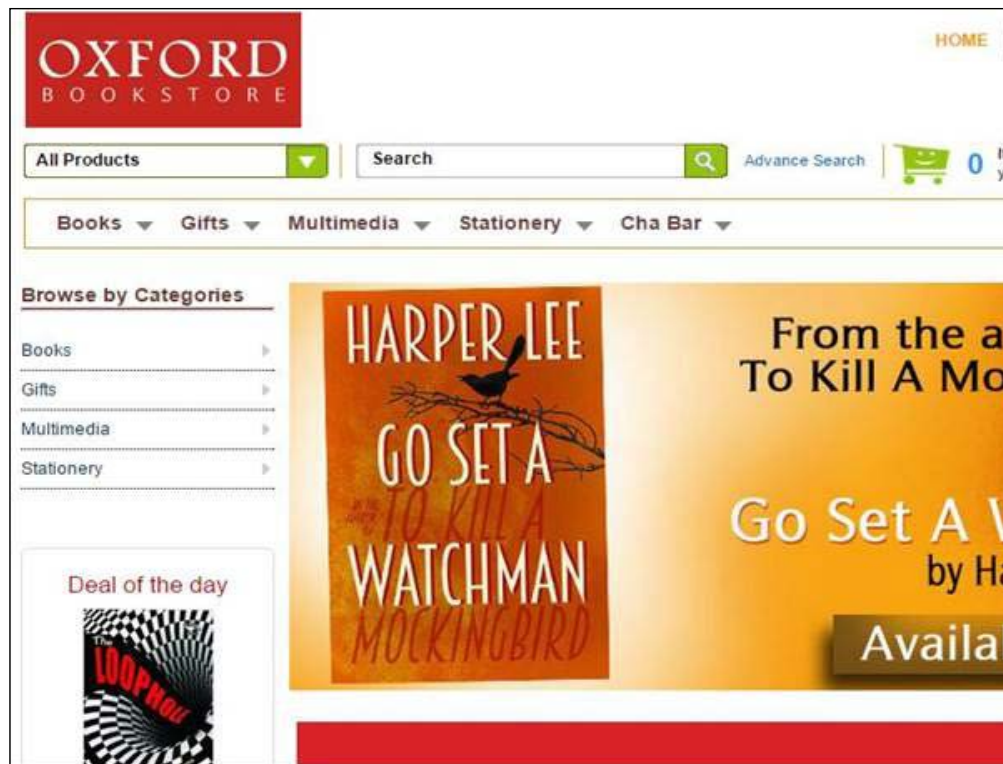 OXFORD
BOOKSTORE
HOME
All Products
Search
Advance Search
0
Books Gifts Multimedia Stationery Cha Bar
Browse by Categories
Books
Gifts
Multimedia
Stationery
HARPER LEE
GO SET A
TO KILL A
WATCHMAN
MOCKINGBIRD
From the a
To Kill A Mo
Go Set A
by Ha
Availa
Deal of the day
The
LOOPHOLE